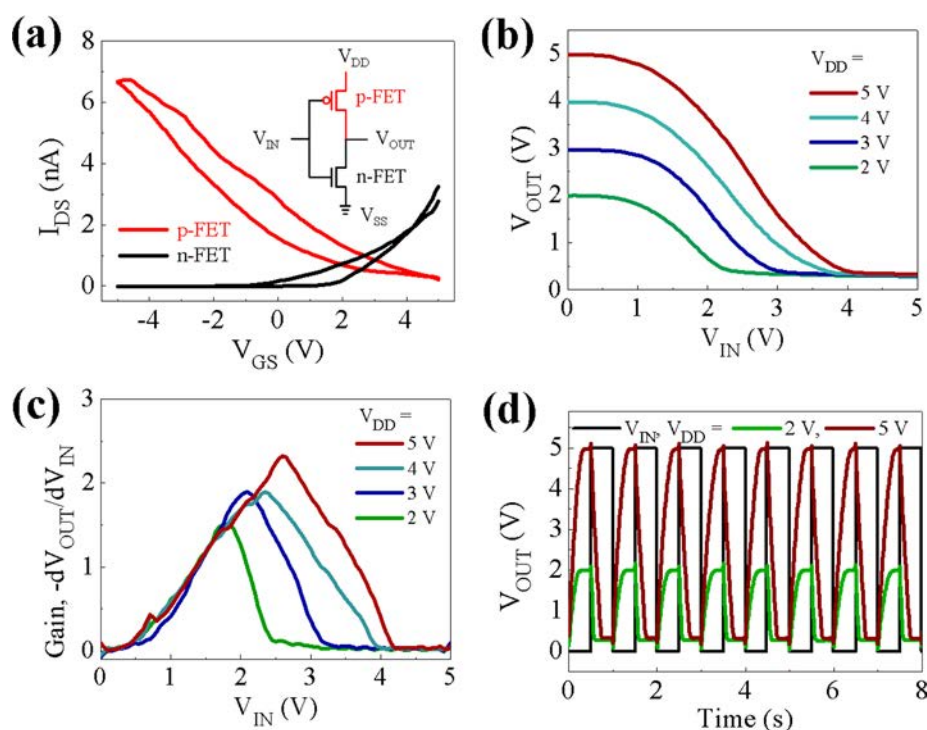 (a)
8
6
4
2
0
I_DS (nA)
V_DD
p-FET
V_IN
V_OUT
n-FET
V_SS
p-FET
n-FET
-4 -2 0 2 4
V_GS (V)
(b)
V_DD =
5 V
4 V
3 V
2 V
5
4
3
2
1
0
V_OUT (V)
0 1 2 3 4 5
V_IN (V)
(c)
V_DD =
5 V
4 V
3 V
2 V
3
2
1
0
Gain, -dV_OUT/dV_IN
0 1 2 3 4 5
V_IN (V)
(d)
V_IN, V_DD = 2 V, 5 V
5
4
3
2
1
0
V_OUT (V)
0 2 4 6 8
Time (s)